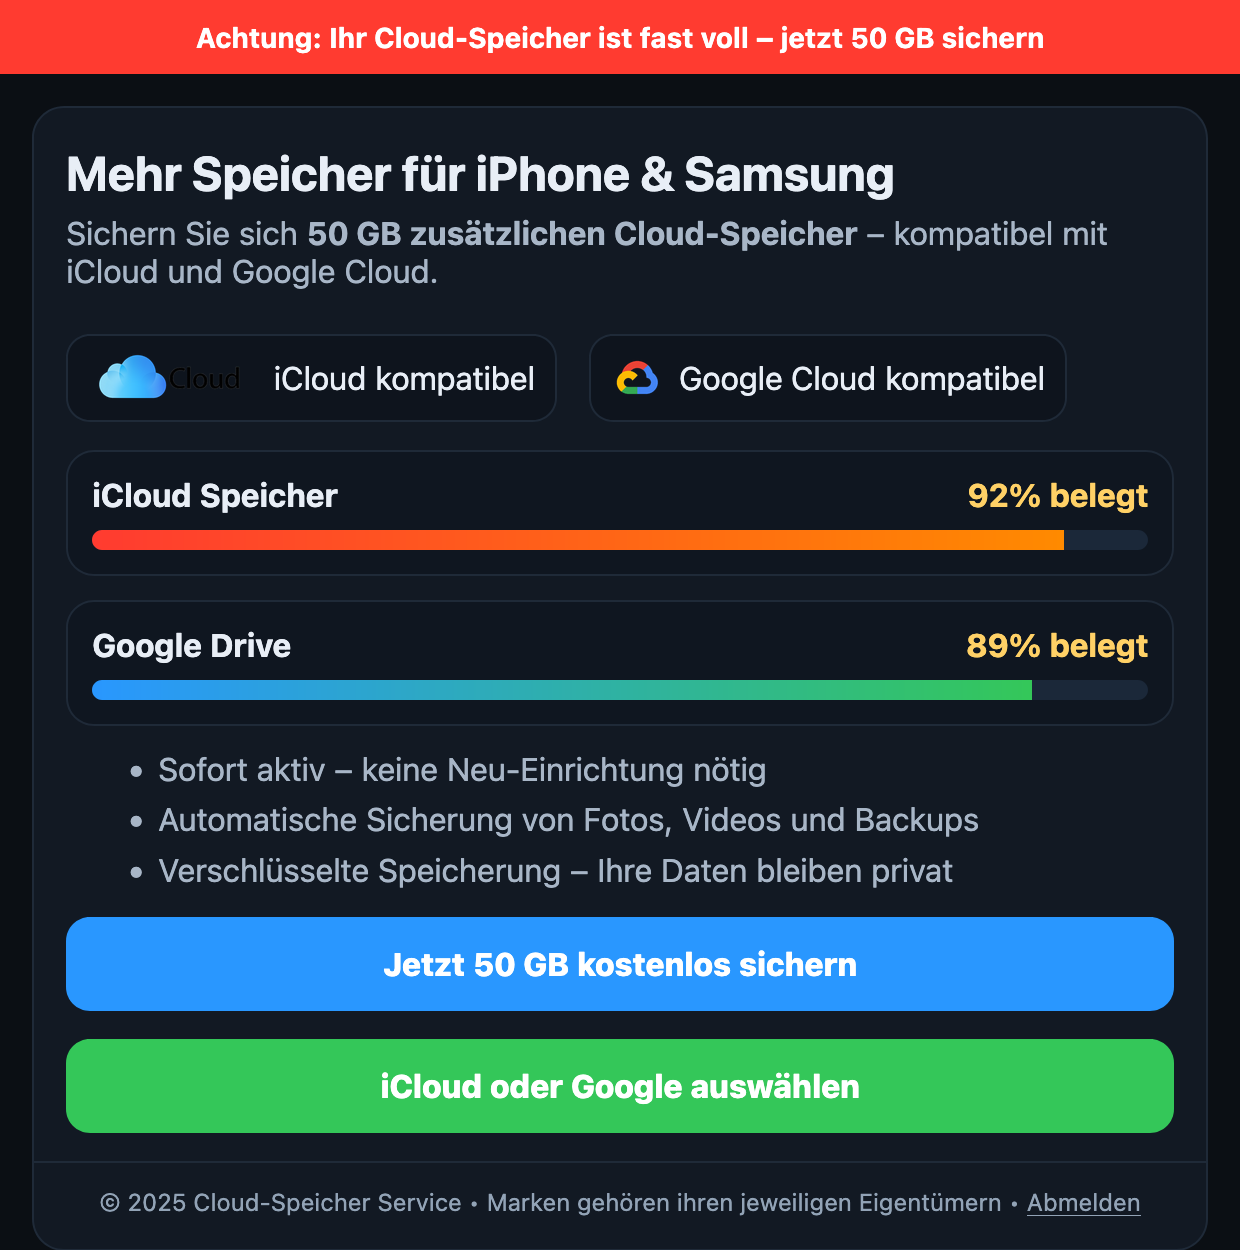 Achtung: Ihr Cloud-Speicher ist fast voll – jetzt 50 GB sichern
Mehr Speicher für iPhone & Samsung
Sichern Sie sich 50 GB zusätzlichen Cloud-Speicher – kompatibel mit
iCloud und Google Cloud.
Cloud iCloud kompatibel
Google Cloud kompatibel
iCloud Speicher 92% belegt
Google Drive 89% belegt
• Sofort aktiv – keine Neu-Einrichtung nötig
• Automatische Sicherung von Fotos, Videos und Backups
• Verschlüsselte Speicherung – Ihre Daten bleiben privat
Jetzt 50 GB kostenlos sichern
iCloud oder Google auswählen
© 2025 Cloud-Speicher Service • Marken gehören ihren jeweiligen Eigentümern • Abmelden